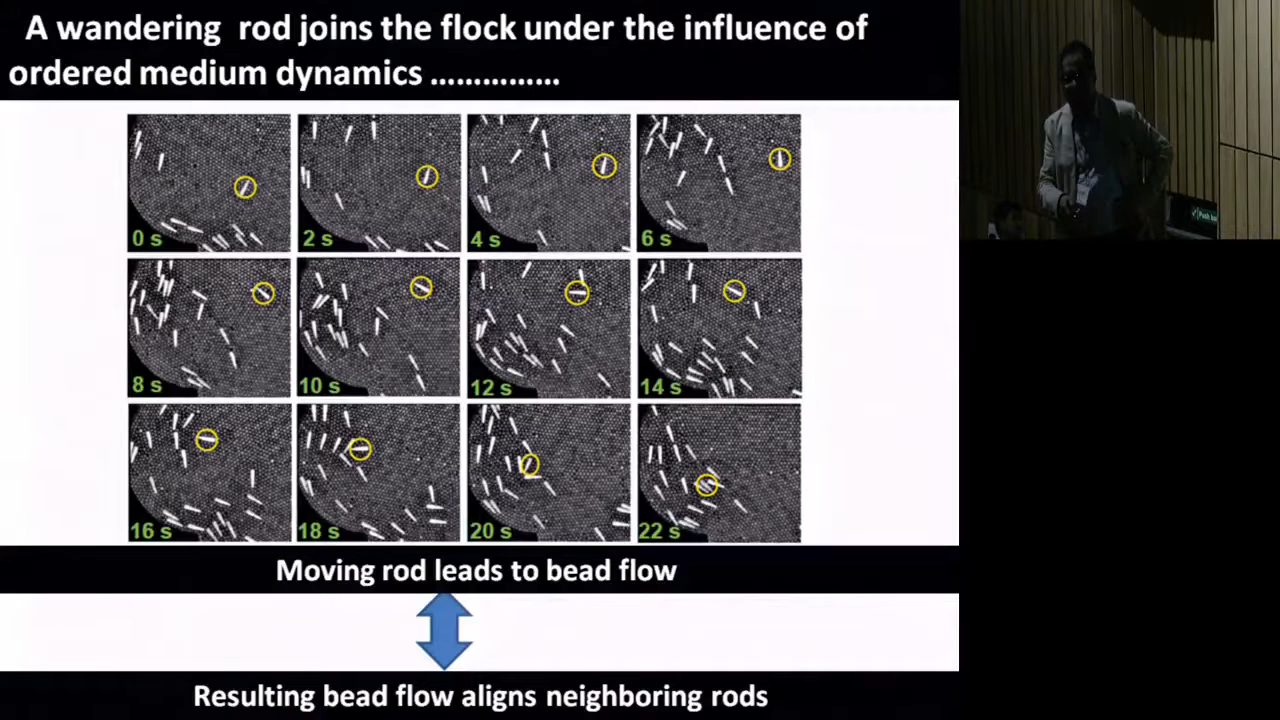 A wandering rod joins the flock under the influence of
ordered medium dynamics ...............
0 s
2 s
4 s
6 s
8 s
10 s
12 s
14 s
16 s
18 s
20 s
22 s
Moving rod leads to bead flow
Resulting bead flow aligns neighboring rods
Push